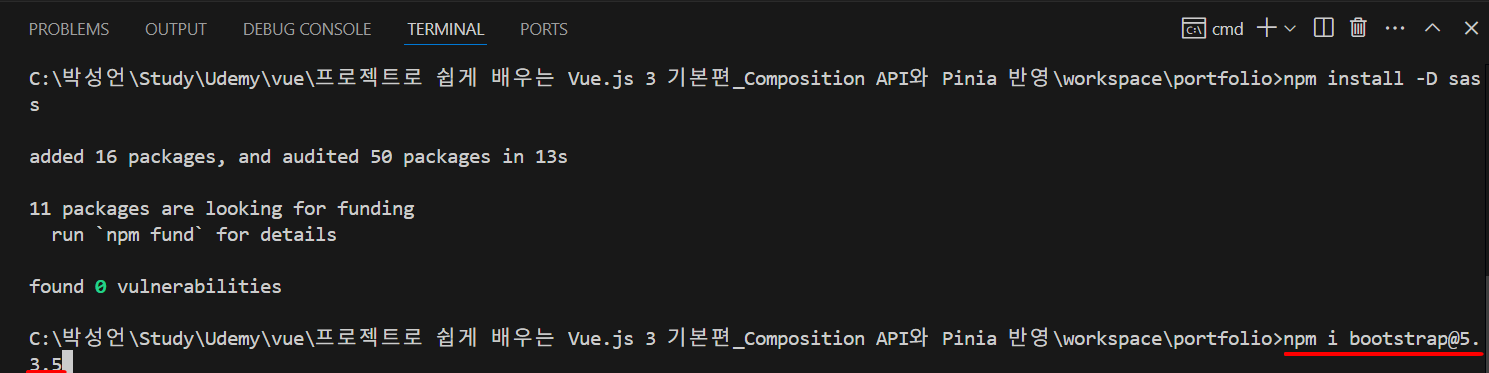 PROBLEMS OUTPUT DEBUG CONSOLE TERMINAL PORTS cmd
C:\박성언\Study\Udemy\vue\프로젝트로 쉽게 배우는 Vue.js 3 기본편_Composition API와 Pinia 반영\workspace\portfolio>npm install -D sas
s
added 16 packages, and audited 50 packages in 13s
11 packages are looking for funding
run `npm fund` for details
found 0 vulnerabilities
C:\박성언\Study\Udemy\vue\프로젝트로 쉽게 배우는 Vue.js 3 기본편_Composition API와 Pinia 반영\workspace\portfolio>npm i bootstrap@5.
3.5